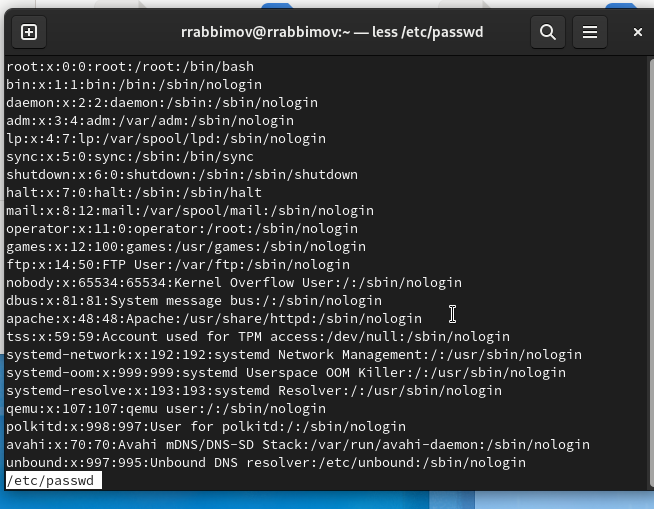 rrabbimov@rrabbimov:~ — less /etc/passwd
root:x:0:0:root:/root:/bin/bash
bin:x:1:1:bin:/bin:/sbin/nologin
daemon:x:2:2:daemon:/sbin:/sbin/nologin
adm:x:3:4:adm:/var/adm:/sbin/nologin
lp:x:4:7:lp:/var/spool/lpd:/sbin/nologin
sync:x:5:0:sync:/sbin:/bin/sync
shutdown:x:6:0:shutdown:/sbin:/sbin/shutdown
halt:x:7:0:halt:/sbin:/sbin/halt
mail:x:8:12:mail:/var/spool/mail:/sbin/nologin
operator:x:11:0:operator:/root:/sbin/nologin
games:x:12:100:games:/usr/games:/sbin/nologin
ftp:x:14:50:FTP User:/var/ftp:/sbin/nologin
nobody:x:65534:65534:Kernel Overflow User:/:/sbin/nologin
dbus:x:81:81:System message bus:/:/sbin/nologin
apache:x:48:48:Apache:/usr/share/httpd:/sbin/nologin
tss:x:59:59:Account used for TPM access:/dev/null:/sbin/nologin
systemd-network:x:192:192:systemd Network Management:/:/usr/sbin/nologin
systemd-oom:x:999:999:systemd Userspace OOM Killer:/:/usr/sbin/nologin
systemd-resolve:x:193:193:systemd Resolver:/:/usr/sbin/nologin
qemu:x:107:107:qemu user:/:/sbin/nologin
polkitd:x:998:997:User for polkitd:/:/sbin/nologin
avahi:x:70:70:Avahi mDNS/DNS-SD Stack:/var/run/avahi-daemon:/sbin/nologin
unbound:x:997:995:Unbound DNS resolver:/etc/unbound:/sbin/nologin
/etc/passwd